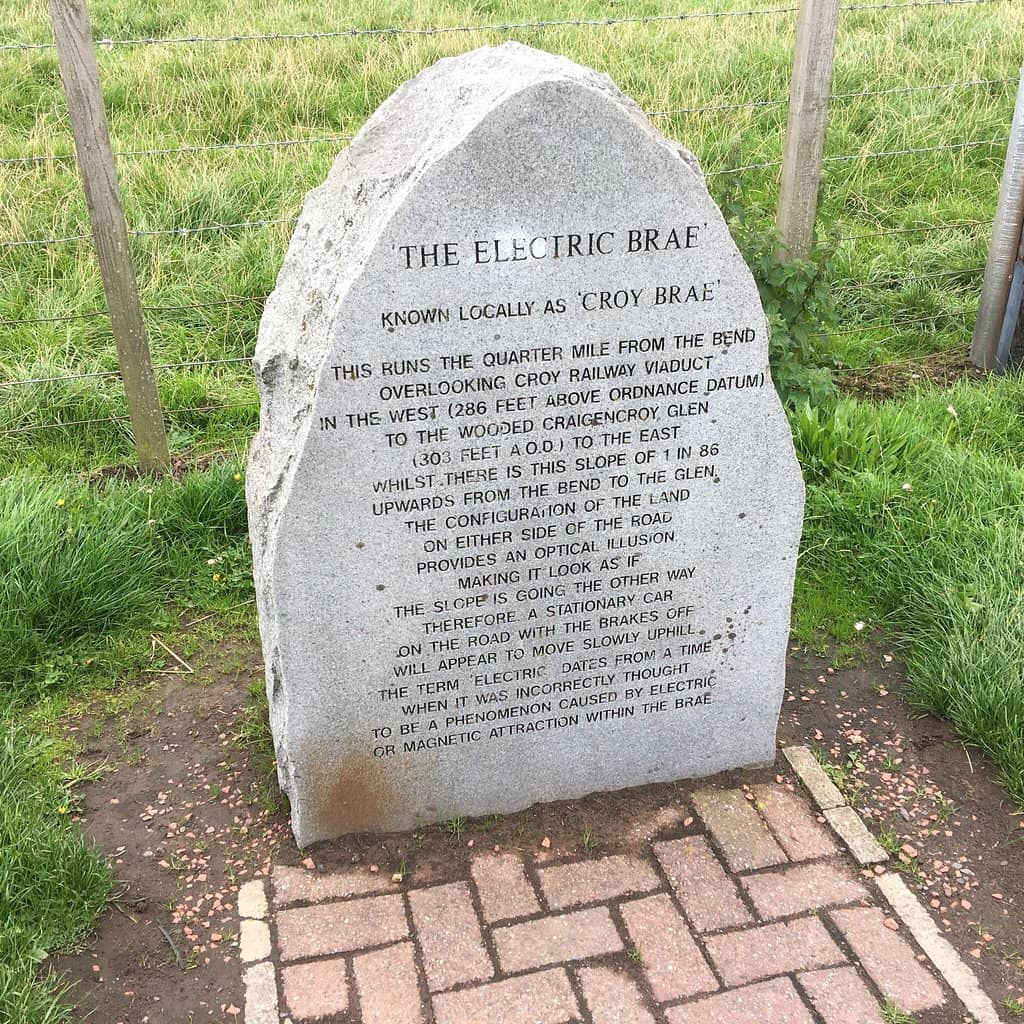 'THE ELECTRIC BRAE'
KNOWN LOCALLY AS 'CROY BRAE'
THIS RUNS THE QUARTER MILE FROM THE BEND
OVERLOOKING CROY RAILWAY VIADUCT
IN THE WEST (286 FEET ABOVE ORDNANCE DATUM)
TO THE WOODED CRAIGENCROY GLEN
(303 FEET A.O.D.) TO THE EAST
WHILST THERE IS THIS SLOPE OF 1 IN 86
UPWARDS FROM THE BEND TO THE GLEN,
THE CONFIGURATION OF THE LAND
ON EITHER SIDE OF THE ROAD
PROVIDES AN OPTICAL ILLUSION
MAKING IT LOOK AS IF
THE SLOPE IS GOING THE OTHER WAY
THEREFORE, A STATIONARY CAR
ON THE ROAD WITH THE BRAKES OFF
WILL APPEAR TO MOVE SLOWLY UPHILL.
THE TERM 'ELECTRIC' DATES FROM A TIME
WHEN IT WAS INCORRECTLY THOUGHT
TO BE A PHENOMENON CAUSED BY ELECTRIC
OR MAGNETIC ATTRACTION WITHIN THE BRAE